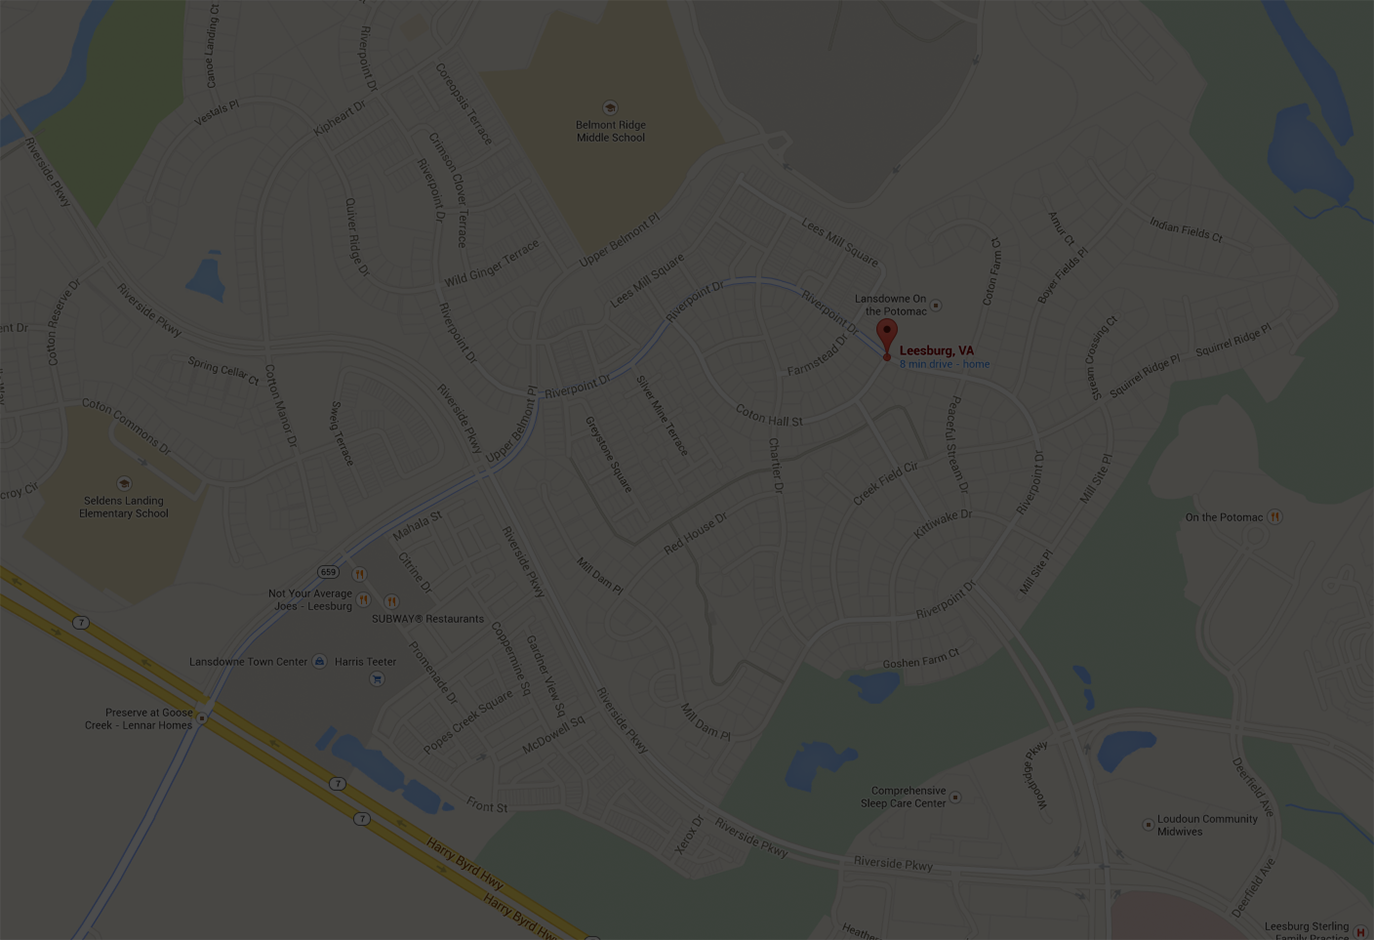 Canoe Landing Ct
Riverpoint Dr
Coreopsis Terrace
Vestals Pl
Kipheart Dr
Belmont Ridge
Middle School
Crimson Clover Terrace
Riverside Pkwy
Riverpoint Dr
Quiver Ridge Dr
Upper Belmont Pl
Lees Mill Square
Amur Ct
Indian Fields Ct
Wild Ginger Terrace
Lees Mill Square
Coton Farm Ct
Boyer Fields Pl
Riverside Pkwy
Cotton Reserve Dr
Riverpoint Dr
Riverpoint Dr
Riverpoint Dr
Lansdowne On
the Potomac
ent Dr
Leesburg, VA
8 min drive - home
Farmstead Dr
Stream Crossing Ct
Squirrel Ridge Pl
Squirrel Ridge Pl
Spring Cellar Ct
Cotton Manor Dr
Riverpoint Dr
Silver Mine Terrace
Coton Hall St
Peaceful Stream Dr
Riverside Pkwy
Upper Belmont Pl
Sweig Terrace
Coton Commons Dr
Greystone Square
Chartier Dr
Creek Field Cir
Riverpoint Dr
Mill Site Pl
croy Cir
Seldens Landing
Elementary School
Mahala St
Red House Dr
Kittiwake Dr
On the Potomac
Riverside Pkwy
659
Citrine Dr
Mill Dam Pl
Mill Site Pl
Not Your Average
Joes - Leesburg
SUBWAY® Restaurants
Riverpoint Dr
7
Coppermine Sq
Gardner View Sq
Goshen Farm Ct
Lansdowne Town Center
Harris Teeter
Promenade Dr
Preserve at Goose
Creek - Lennar Homes
Popes Creek Square
McDowell Sq
Riverside Pkwy
Mill Dam Pl
Woodridge Pkwy
Deerfield Ave
7
7
Front St
Comprehensive
Sleep Care Center
Loudoun Community
Midwives
Xerox Dr
Riverside Pkwy
Riverside Pkwy
Harry Byrd Hwy
Harry Byrd Hwy
Deerfield Ave
Heather
Leesburg Sterling
Family Practice
H